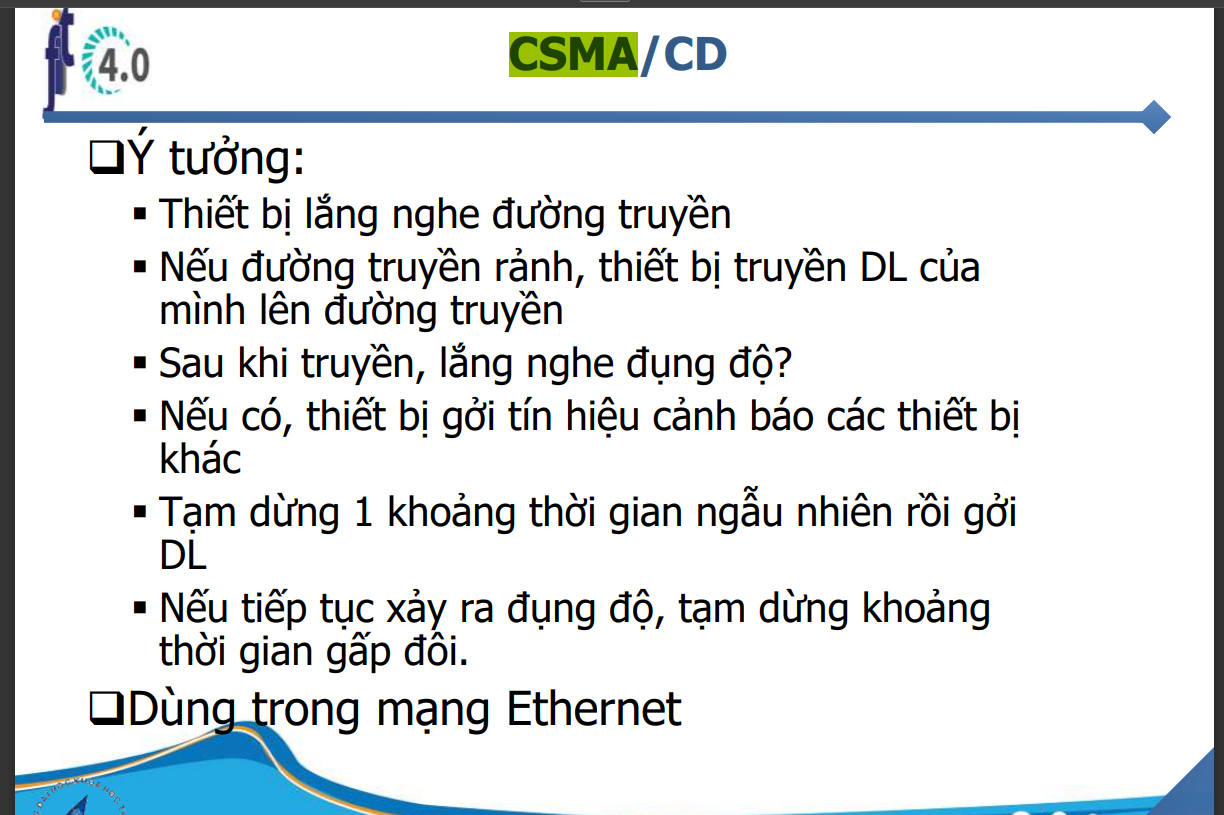 fit
4.0
CSMA/CD
Ý tưởng:
Thiết bị lắng nghe đường truyền
Nếu đường truyền rảnh, thiết bị truyền DL của
mình lên đường truyền
Sau khi truyền, lắng nghe đụng độ?
Nếu có, thiết bị gởi tín hiệu cảnh báo các thiết bị
khác
Tạm dừng 1 khoảng thời gian ngẫu nhiên rồi gởi
DL
Nếu tiếp tục xảy ra đụng độ, tạm dừng khoảng
thời gian gấp đôi.
Dùng trong mạng Ethernet